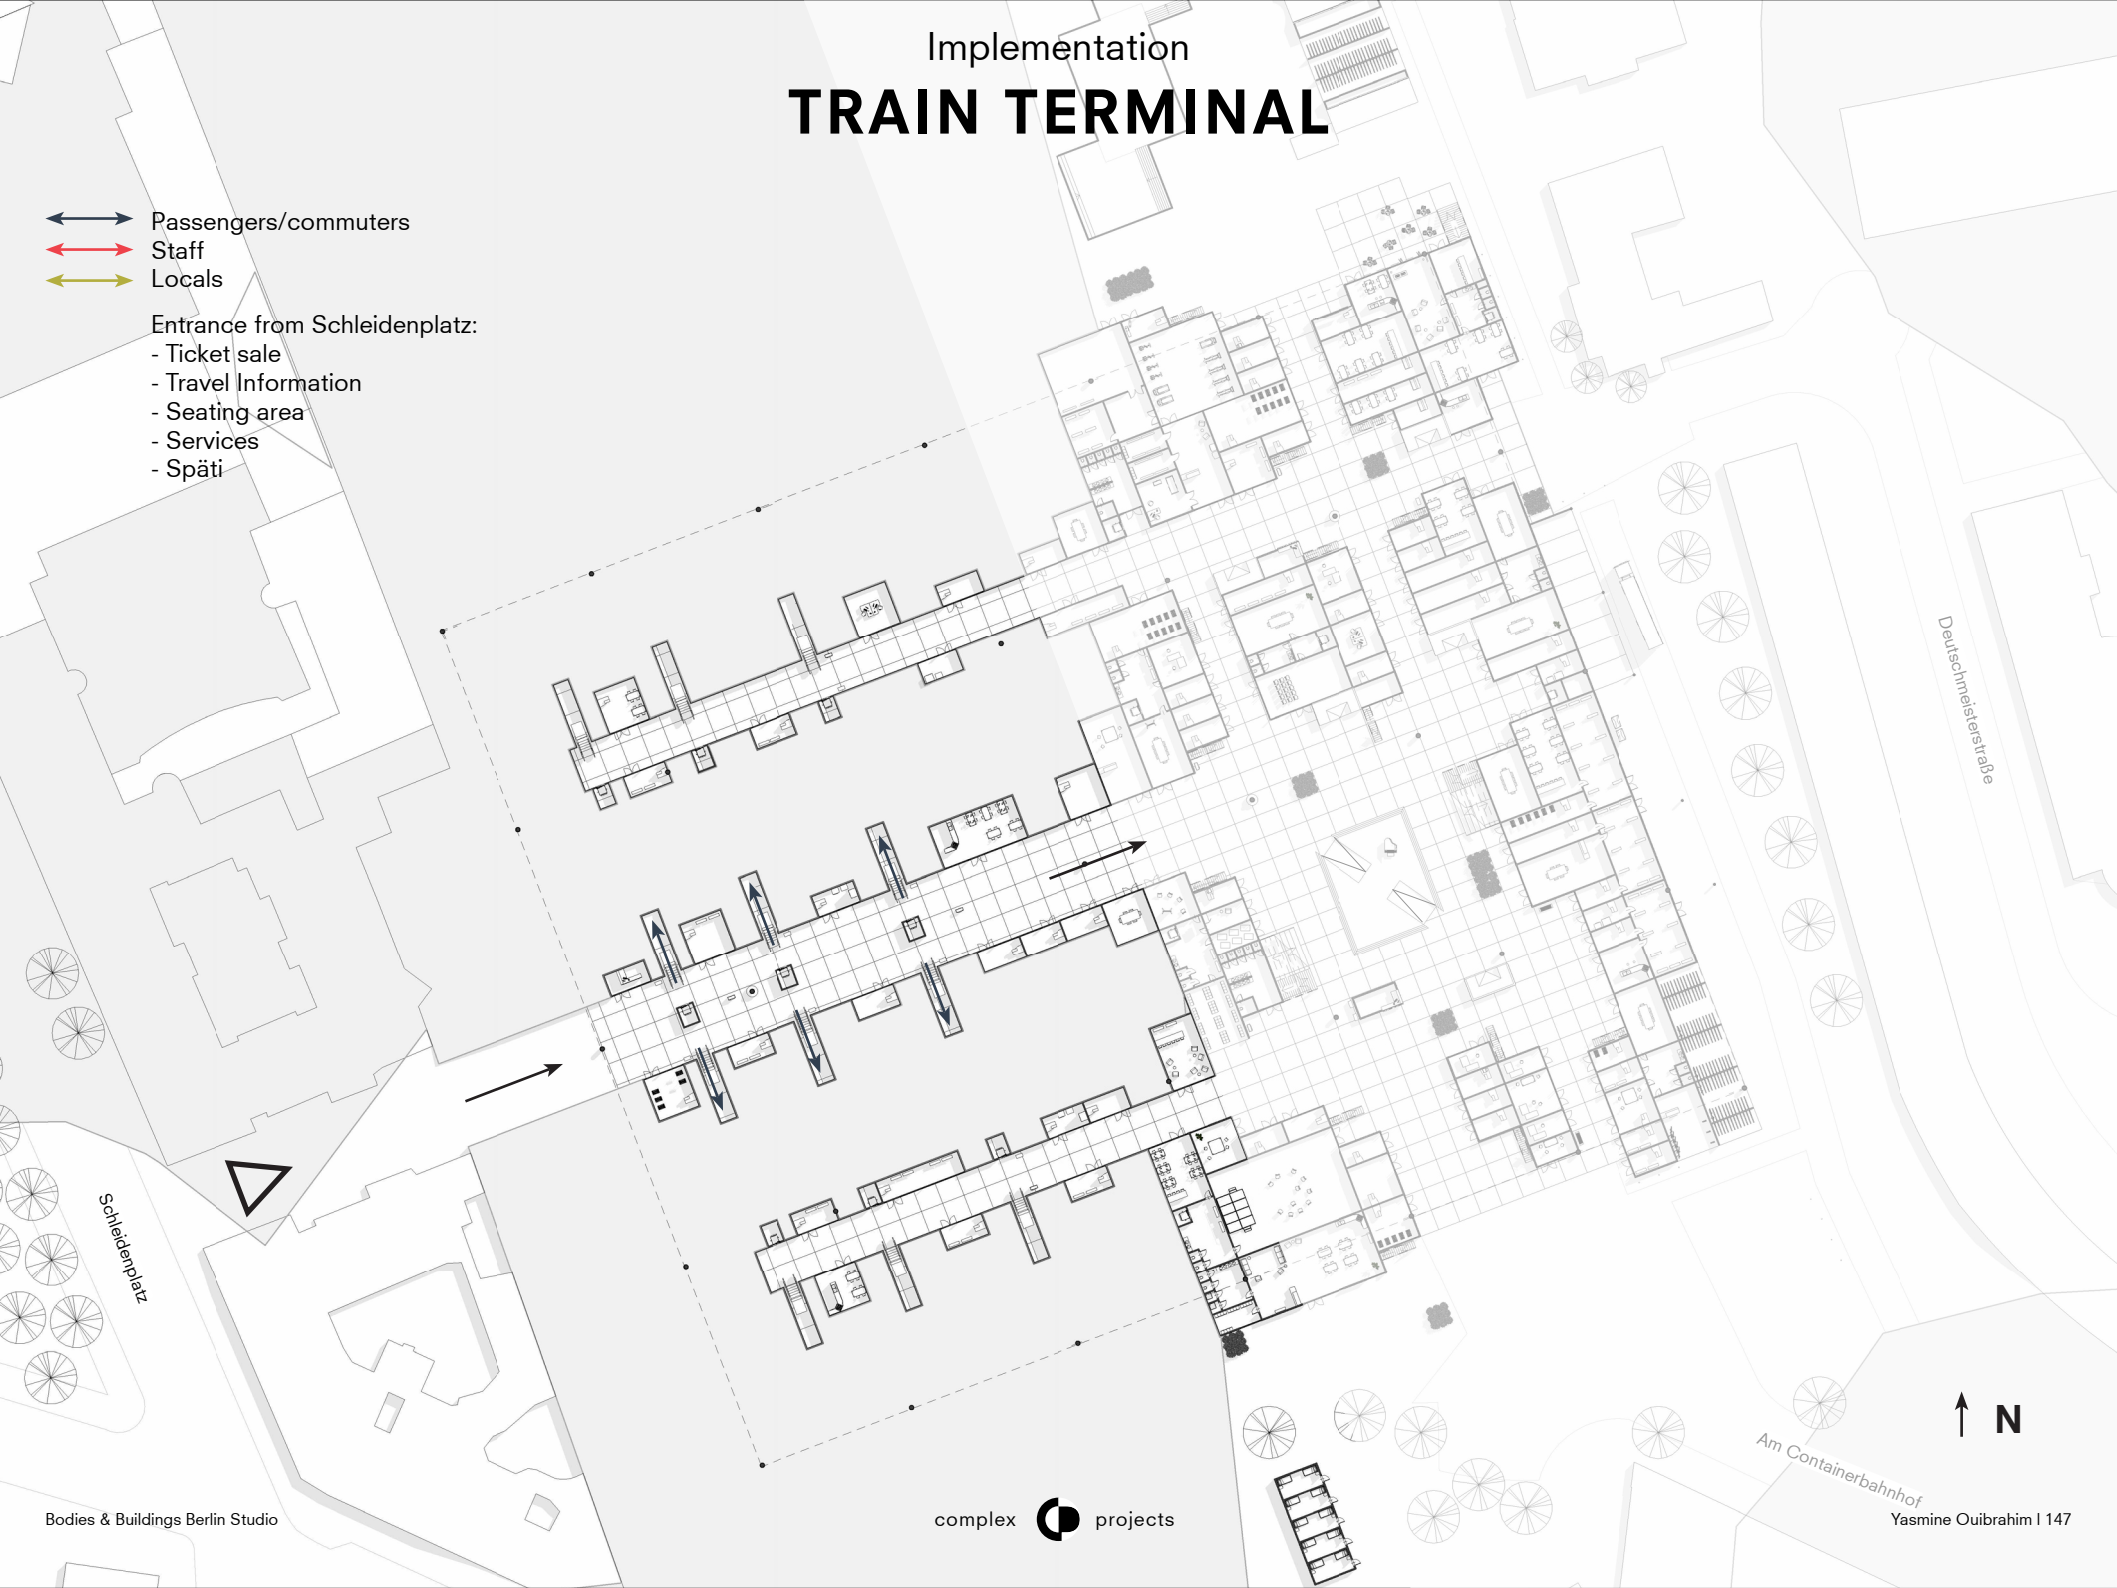 Implementation
TRAIN TERMINAL
Passengers/commuters
Staff
Locals
Entrance from Schleidenplatz:
- Ticket sale
- Travel Information
- Seating area
- Services
- Späti
Deutschmeisterstraße
Schleidenplatz
N
Am Containerbahnhof
Bodies & Buildings Berlin Studio
complex projects
Yasmine Ouibrahim | 147